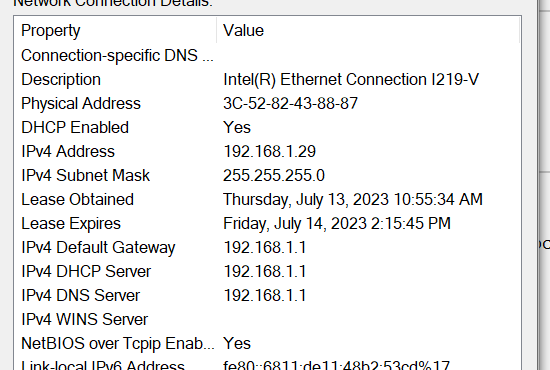 Network Connection Details:
Property Value
Connection-specific DNS ...
Description Intel(R) Ethernet Connection I219-V
Physical Address 3C-52-82-43-88-87
DHCP Enabled Yes
IPv4 Address 192.168.1.29
IPv4 Subnet Mask 255.255.255.0
Lease Obtained Thursday, July 13, 2023 10:55:34 AM
Lease Expires Friday, July 14, 2023 2:15:45 PM
IPv4 Default Gateway 192.168.1.1
IPv4 DHCP Server 192.168.1.1
IPv4 DNS Server 192.168.1.1
IPv4 WINS Server
NetBIOS over Tcpip Enab... Yes
Link-local IPv6 Address fe80::6811:de11:48b2:53cd%17